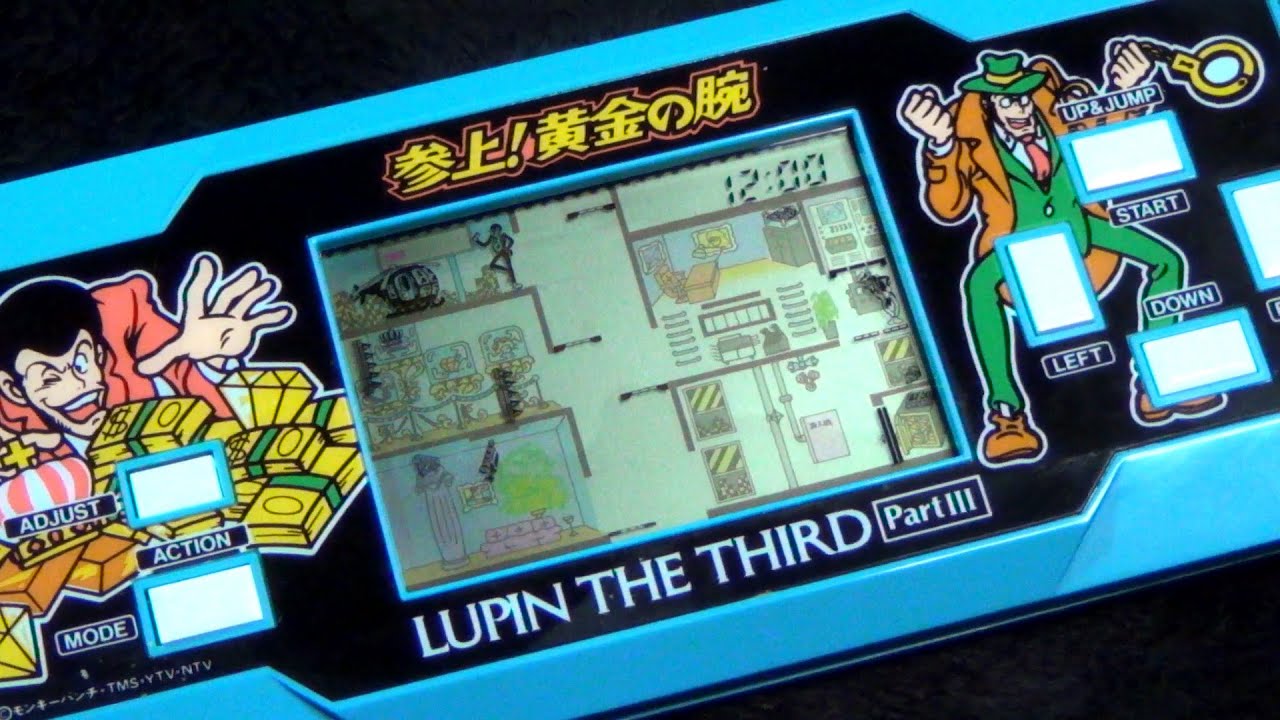 参上!黄金の腕
12:00
UP&JUMP
START
DOWN
LEFT
ADJUST
ACTION
MODE
LUPIN THE THIRD Part III
©モンキーパンチ・TMS・YTV・NTV